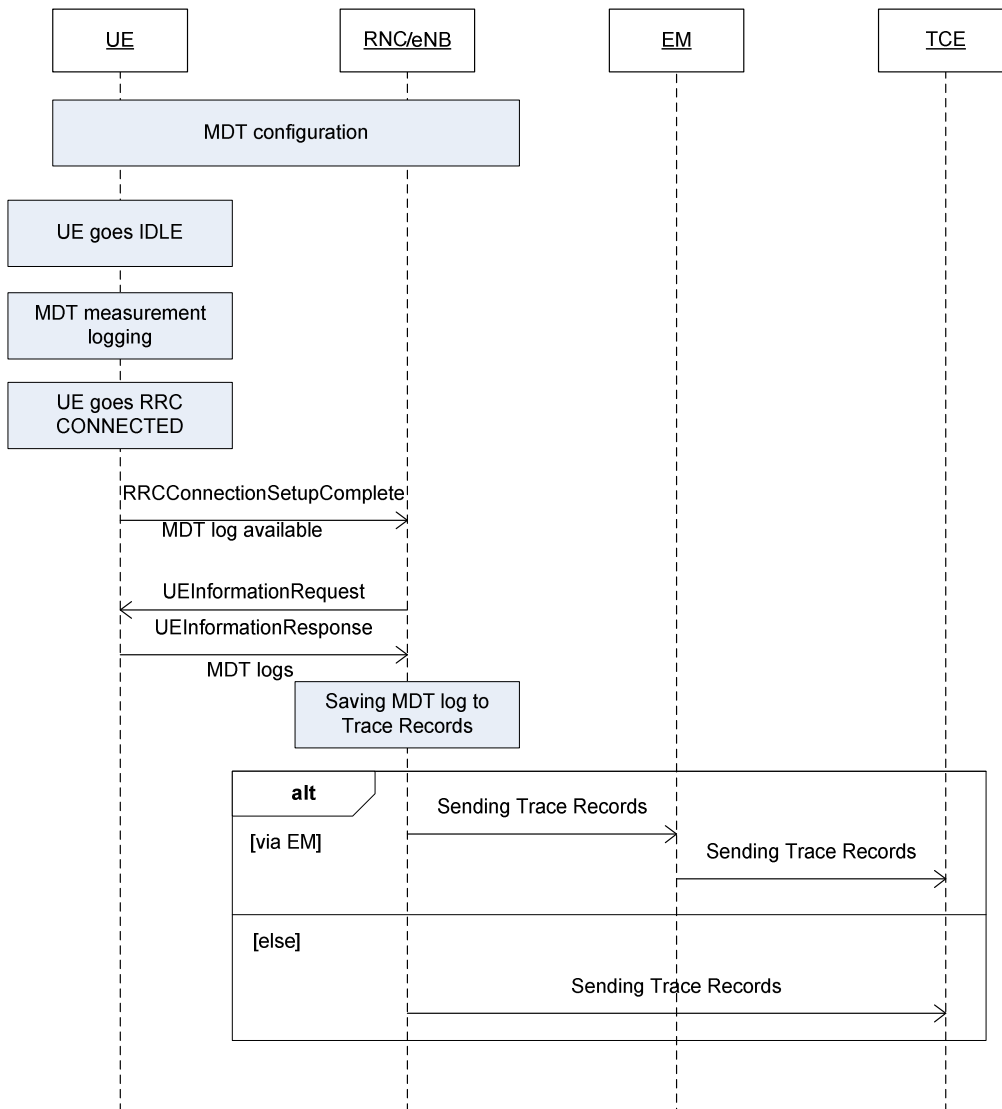 UE
RNC/eNB
EM
TCE
MDT configuration
UE goes IDLE
MDT measurement
logging
UE goes RRC
CONNECTED
RRCConnectionSetupComplete
MDT log available
UEInformationRequest
UEInformationResponse
MDT logs
Saving MDT log to
Trace Records
alt
Sending Trace Records
[via EM]
Sending Trace Records
[else]
Sending Trace Records